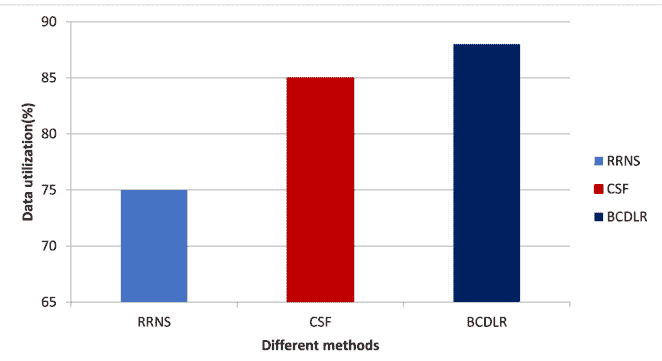 90
85
80
75
70
65
Data utilization(%)
RRNS
CSF
BCDLR
Different methods
RRNS
CSF
BCDLR